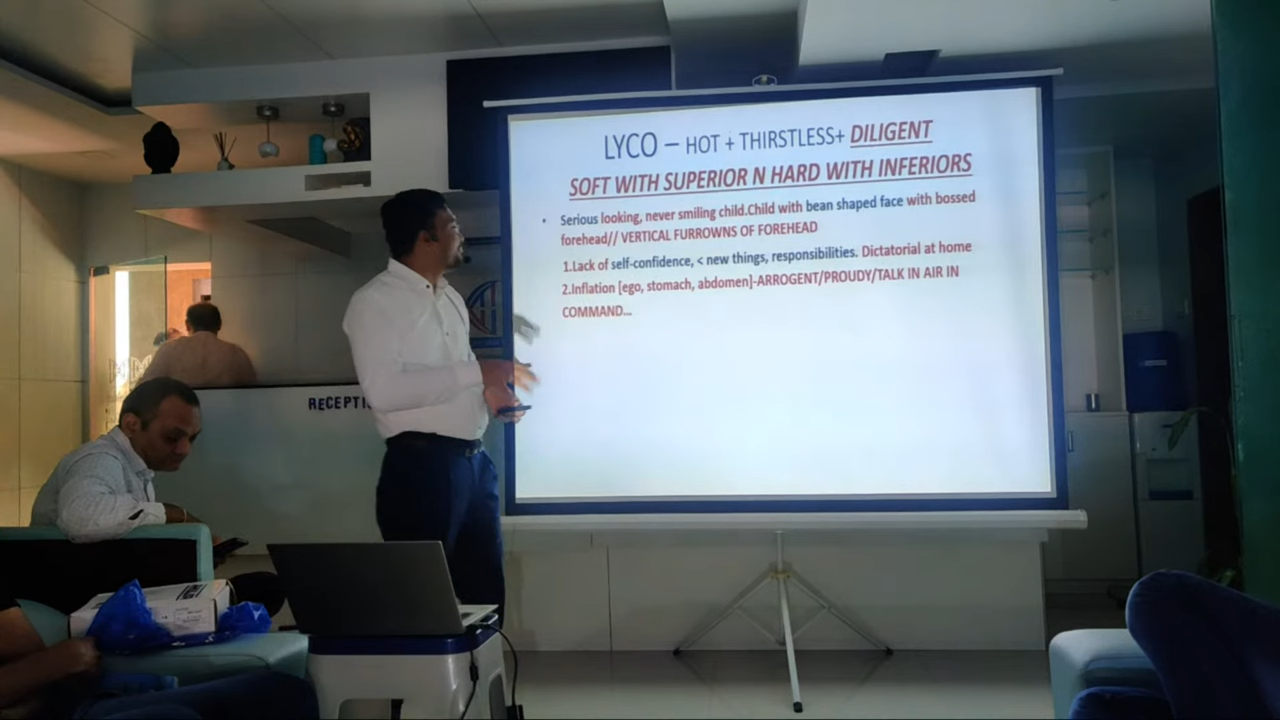 LYCO – HOT + THIRSTLESS+ DILIGENT
SOFT WITH SUPERIOR N HARD WITH INFERIORS
• Serious looking, never smiling child.Child with bean shaped face with bossed
forehead// VERTICAL FURROWNS OF FOREHEAD
1.Lack of self-confidence, < new things, responsibilities. Dictatorial at home
2.Inflation [ego, stomach, abdomen]-ARROGENT/PROUDY/TALK IN AIR IN
COMMAND...
RECEPTI